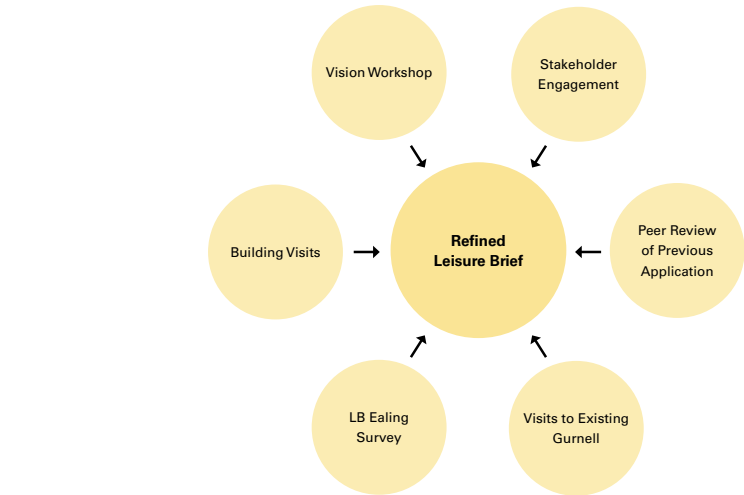 Vision Workshop
Stakeholder
Engagement
Building Visits
Refined
Leisure Brief
Peer Review
of Previous
Application
LB Ealing
Survey
Visits to Existing
Gurnell